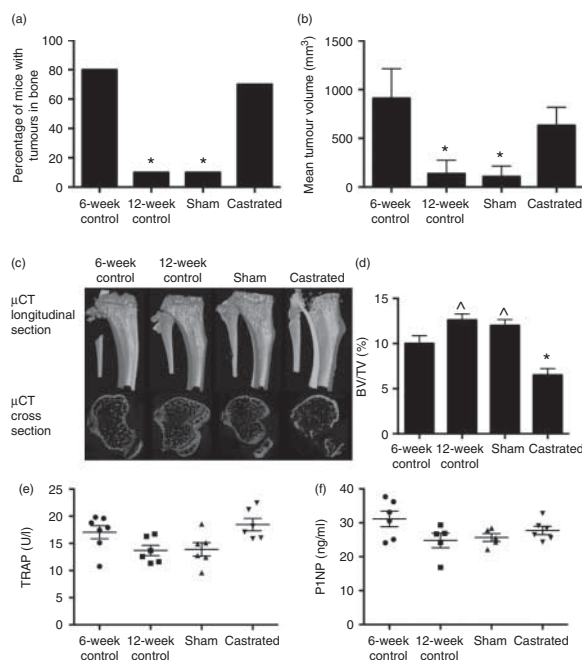 (a)
Percentage of mice with
tumours in bone
100
80
60
40
20
0
*
*
6-week
control
12-week
control
Sham
Castrated
(b)
Mean tumour volume (mm3)
1500
1000
500
0
*
*
6-week
control
12-week
control
Sham
Castrated
(c)
6-week
control
12-week
control
Sham
Castrated
μCT
longitudinal
section
μCT
cross
section
(d)
BV/TV (%)
15
10
5
0
^
^
*
6-week
control
12-week
control
Sham
Castrated
(e)
TRAP (U/l)
25
20
15
10
5
0
6-week
control
12-week
control
Sham
Castrated
(f)
P1NP (ng/ml)
40
30
20
10
0
6-week
control
12-week
control
Sham
Castrated